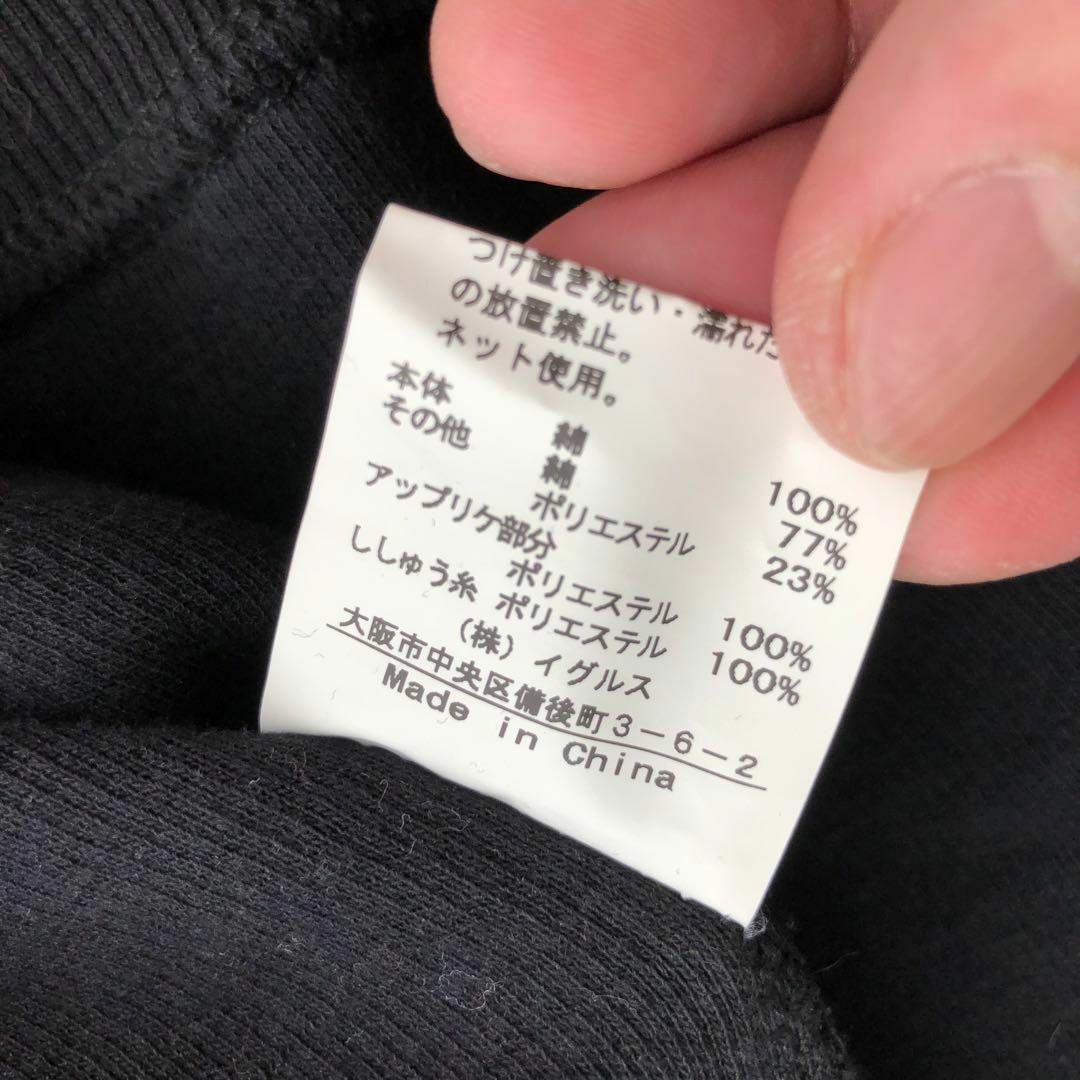 つけ置き洗い・濡れた
の放置禁止。
ネット使用。
本体 綿 100%
その他 綿 77%
ポリエステル 23%
アップリケ部分
ポリエステル 100%
ししゅう糸 ポリエステル 100%
(株)イグルス
大阪市中央区備後町3-6-2
Made in China